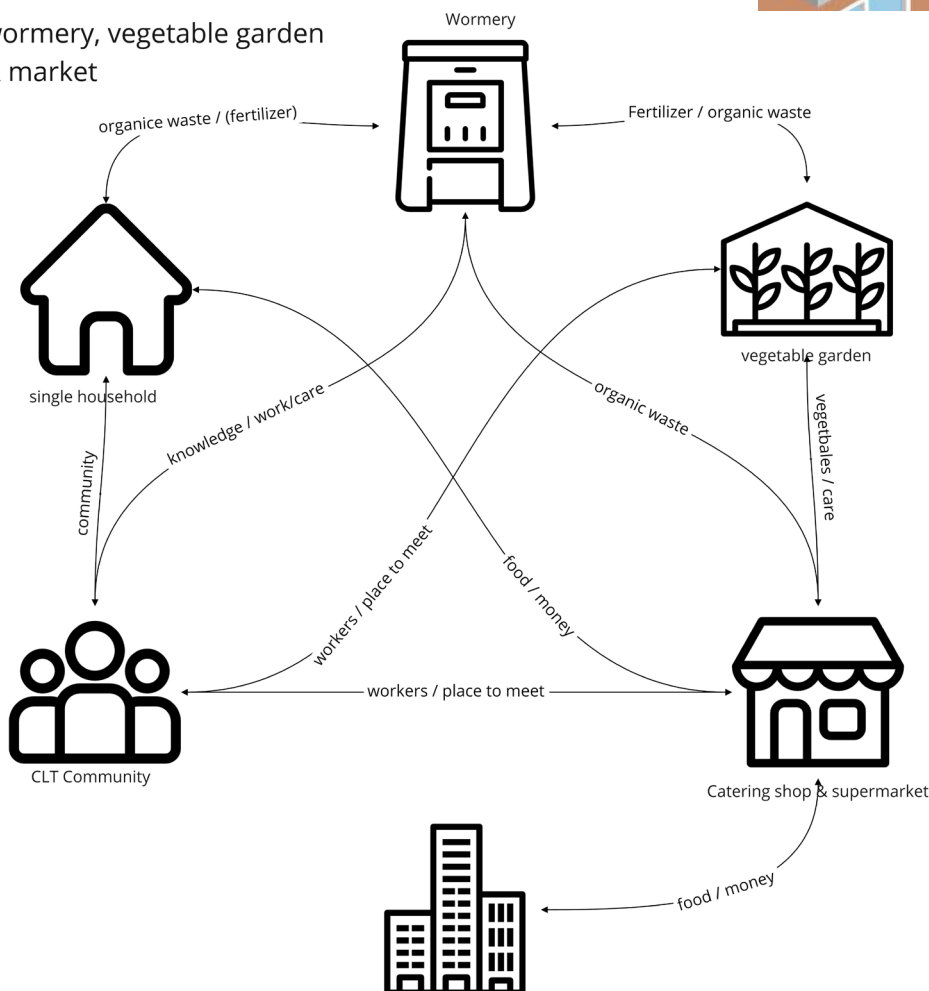 Wormery
wormery, vegetable garden
market
organice waste / (fertilizer)
Fertilizer / organic waste
vegetable garden
single household
knowledge / work/care
organic waste
vegetbales / care
community
workers / place to meet
food / money
workers / place to meet
CLT Community
Catering shop & supermarket
food / money